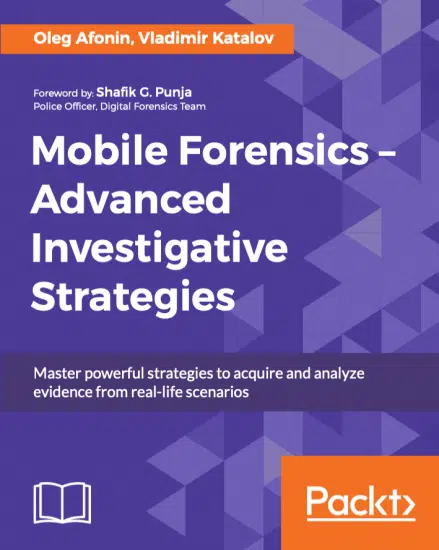 Oleg Afonin, Vladimir Katalov
Foreword by: Shafik G. Punja
Police Officer, Digital Forensics Team
Mobile Forensics –
Advanced
Investigative
Strategies
Master powerful strategies to acquire and analyze
evidence from real-life scenarios
Packt>